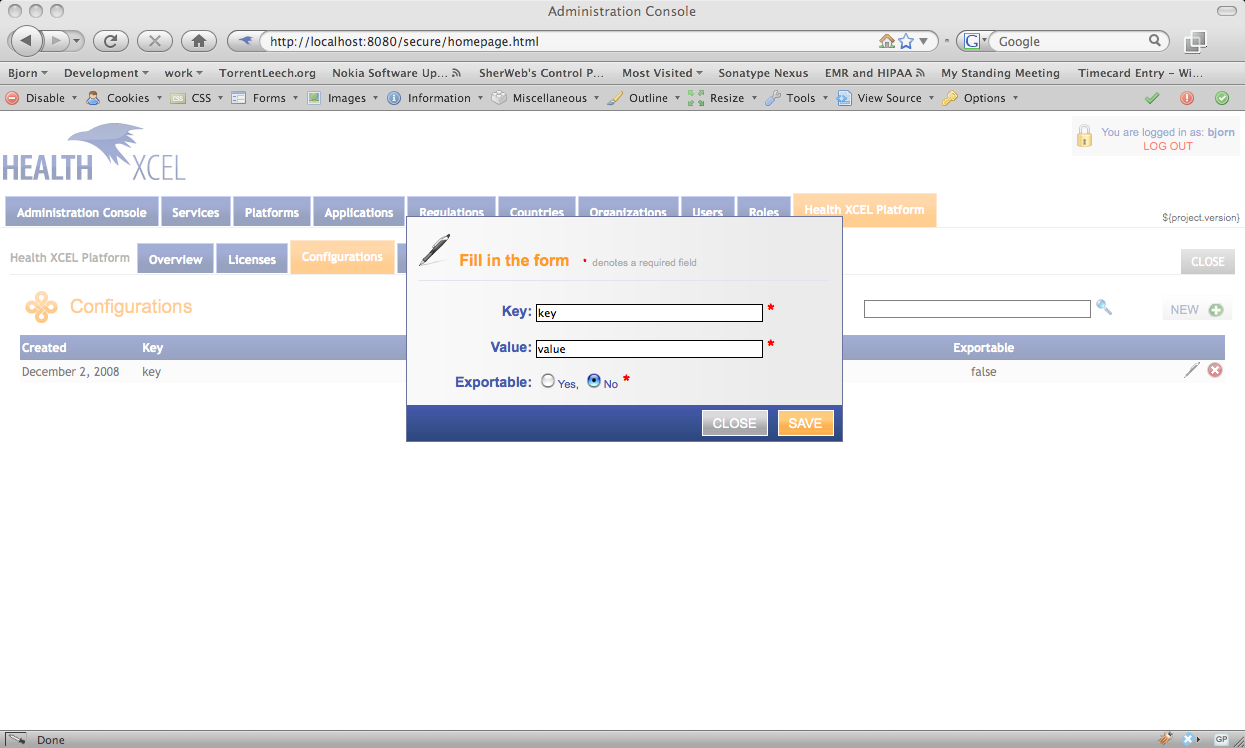 Administration Console
http://localhost:8080/secure/homepage.html
Google
Bjorn Development work TorrentLeech.org Nokia Software Up... SherWeb's Control P... Most Visited Sonatype Nexus EMR and HIPAA My Standing Meeting Timecard Entry – Wi...
Disable Cookies CSS Forms Images Information Miscellaneous Outline Resize Tools View Source Options
HEALTH XCEL
You are logged in as: bjorn
LOG OUT
Administration Console Services Platforms Applications Regulations Countries Organizations Users Roles Health XCEL Platform
${project.version}
Health XCEL Platform Overview Licenses Configurations
CLOSE
Configurations
NEW
Created Key Exportable
December 2, 2008 key false
Fill in the form * denotes a required field
Key: key *
Value: value *
Exportable: Yes, No *
CLOSE SAVE
Done
GP